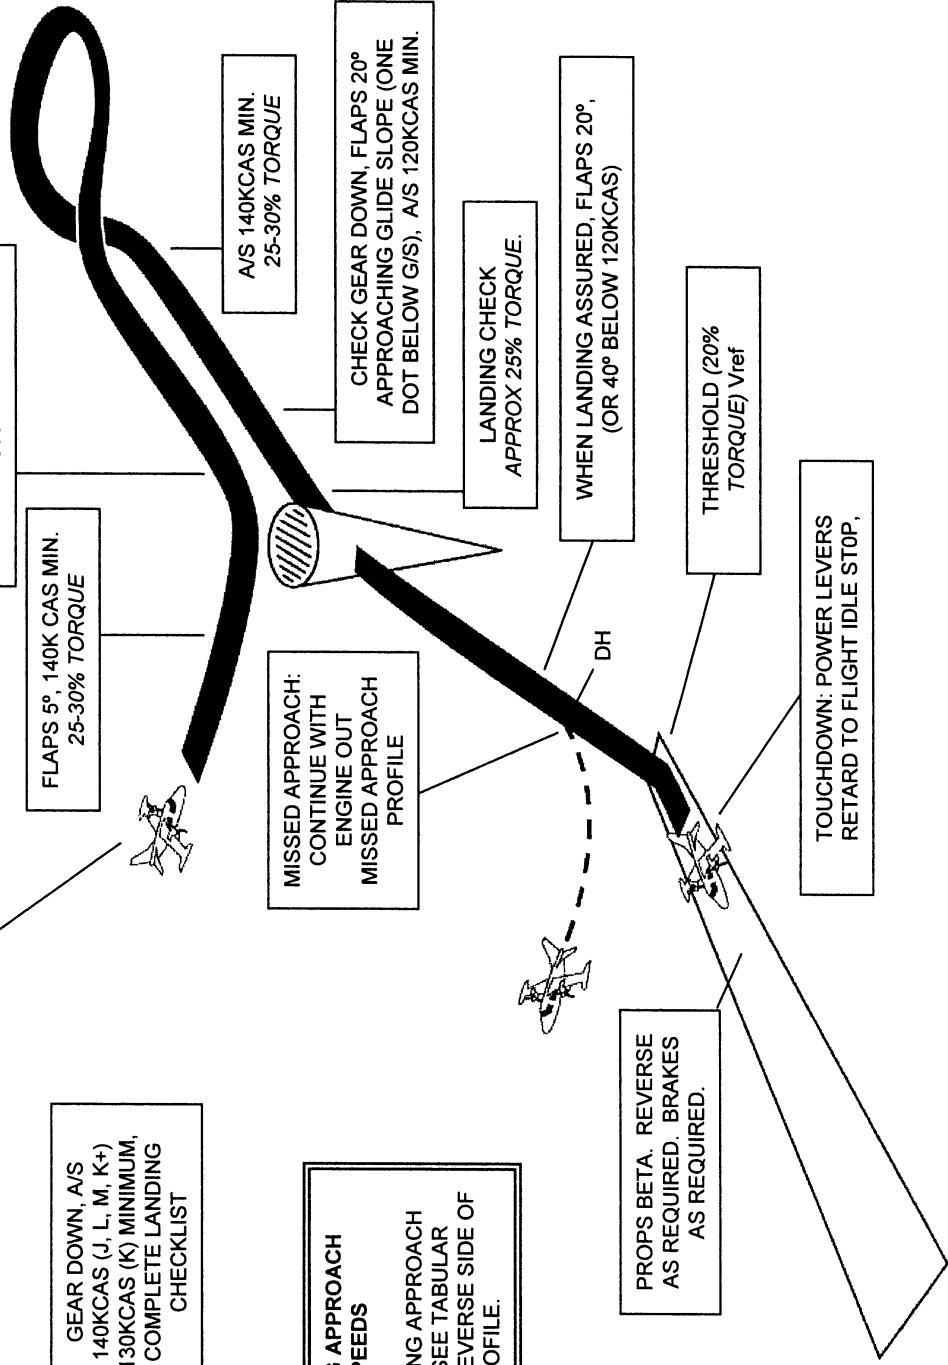 FLAPS 5º, 140K CAS MIN.
25-30% TORQUE
A/S 140KCAS MIN.
25-30% TORQUE
CHECK GEAR DOWN, FLAPS 20º
APPROACHING GLIDE SLOPE (ONE
DOT BELOW G/S), A/S 120KCAS MIN.
LANDING CHECK
APPROX 25% TORQUE.
WHEN LANDING ASSURED, FLAPS 20º,
(OR 40º BELOW 120KCAS)
THRESHOLD (20%
TORQUE) Vref
TOUCHDOWN: POWER LEVERS
RETARD TO FLIGHT IDLE STOP,
MISSED APPROACH:
CONTINUE WITH
ENGINE OUT
MISSED APPROACH
PROFILE
DH
PROPS BETA. REVERSE
AS REQUIRED. BRAKES
AS REQUIRED.
GEAR DOWN, A/S
140KCAS (J, L, M, K+)
130KCAS (K) MINIMUM,
COMPLETE LANDING
CHECKLIST
APPROACH
PEEDS
NG APPROACH
SEE TABULAR
EVERSE SIDE OF
OFILE.